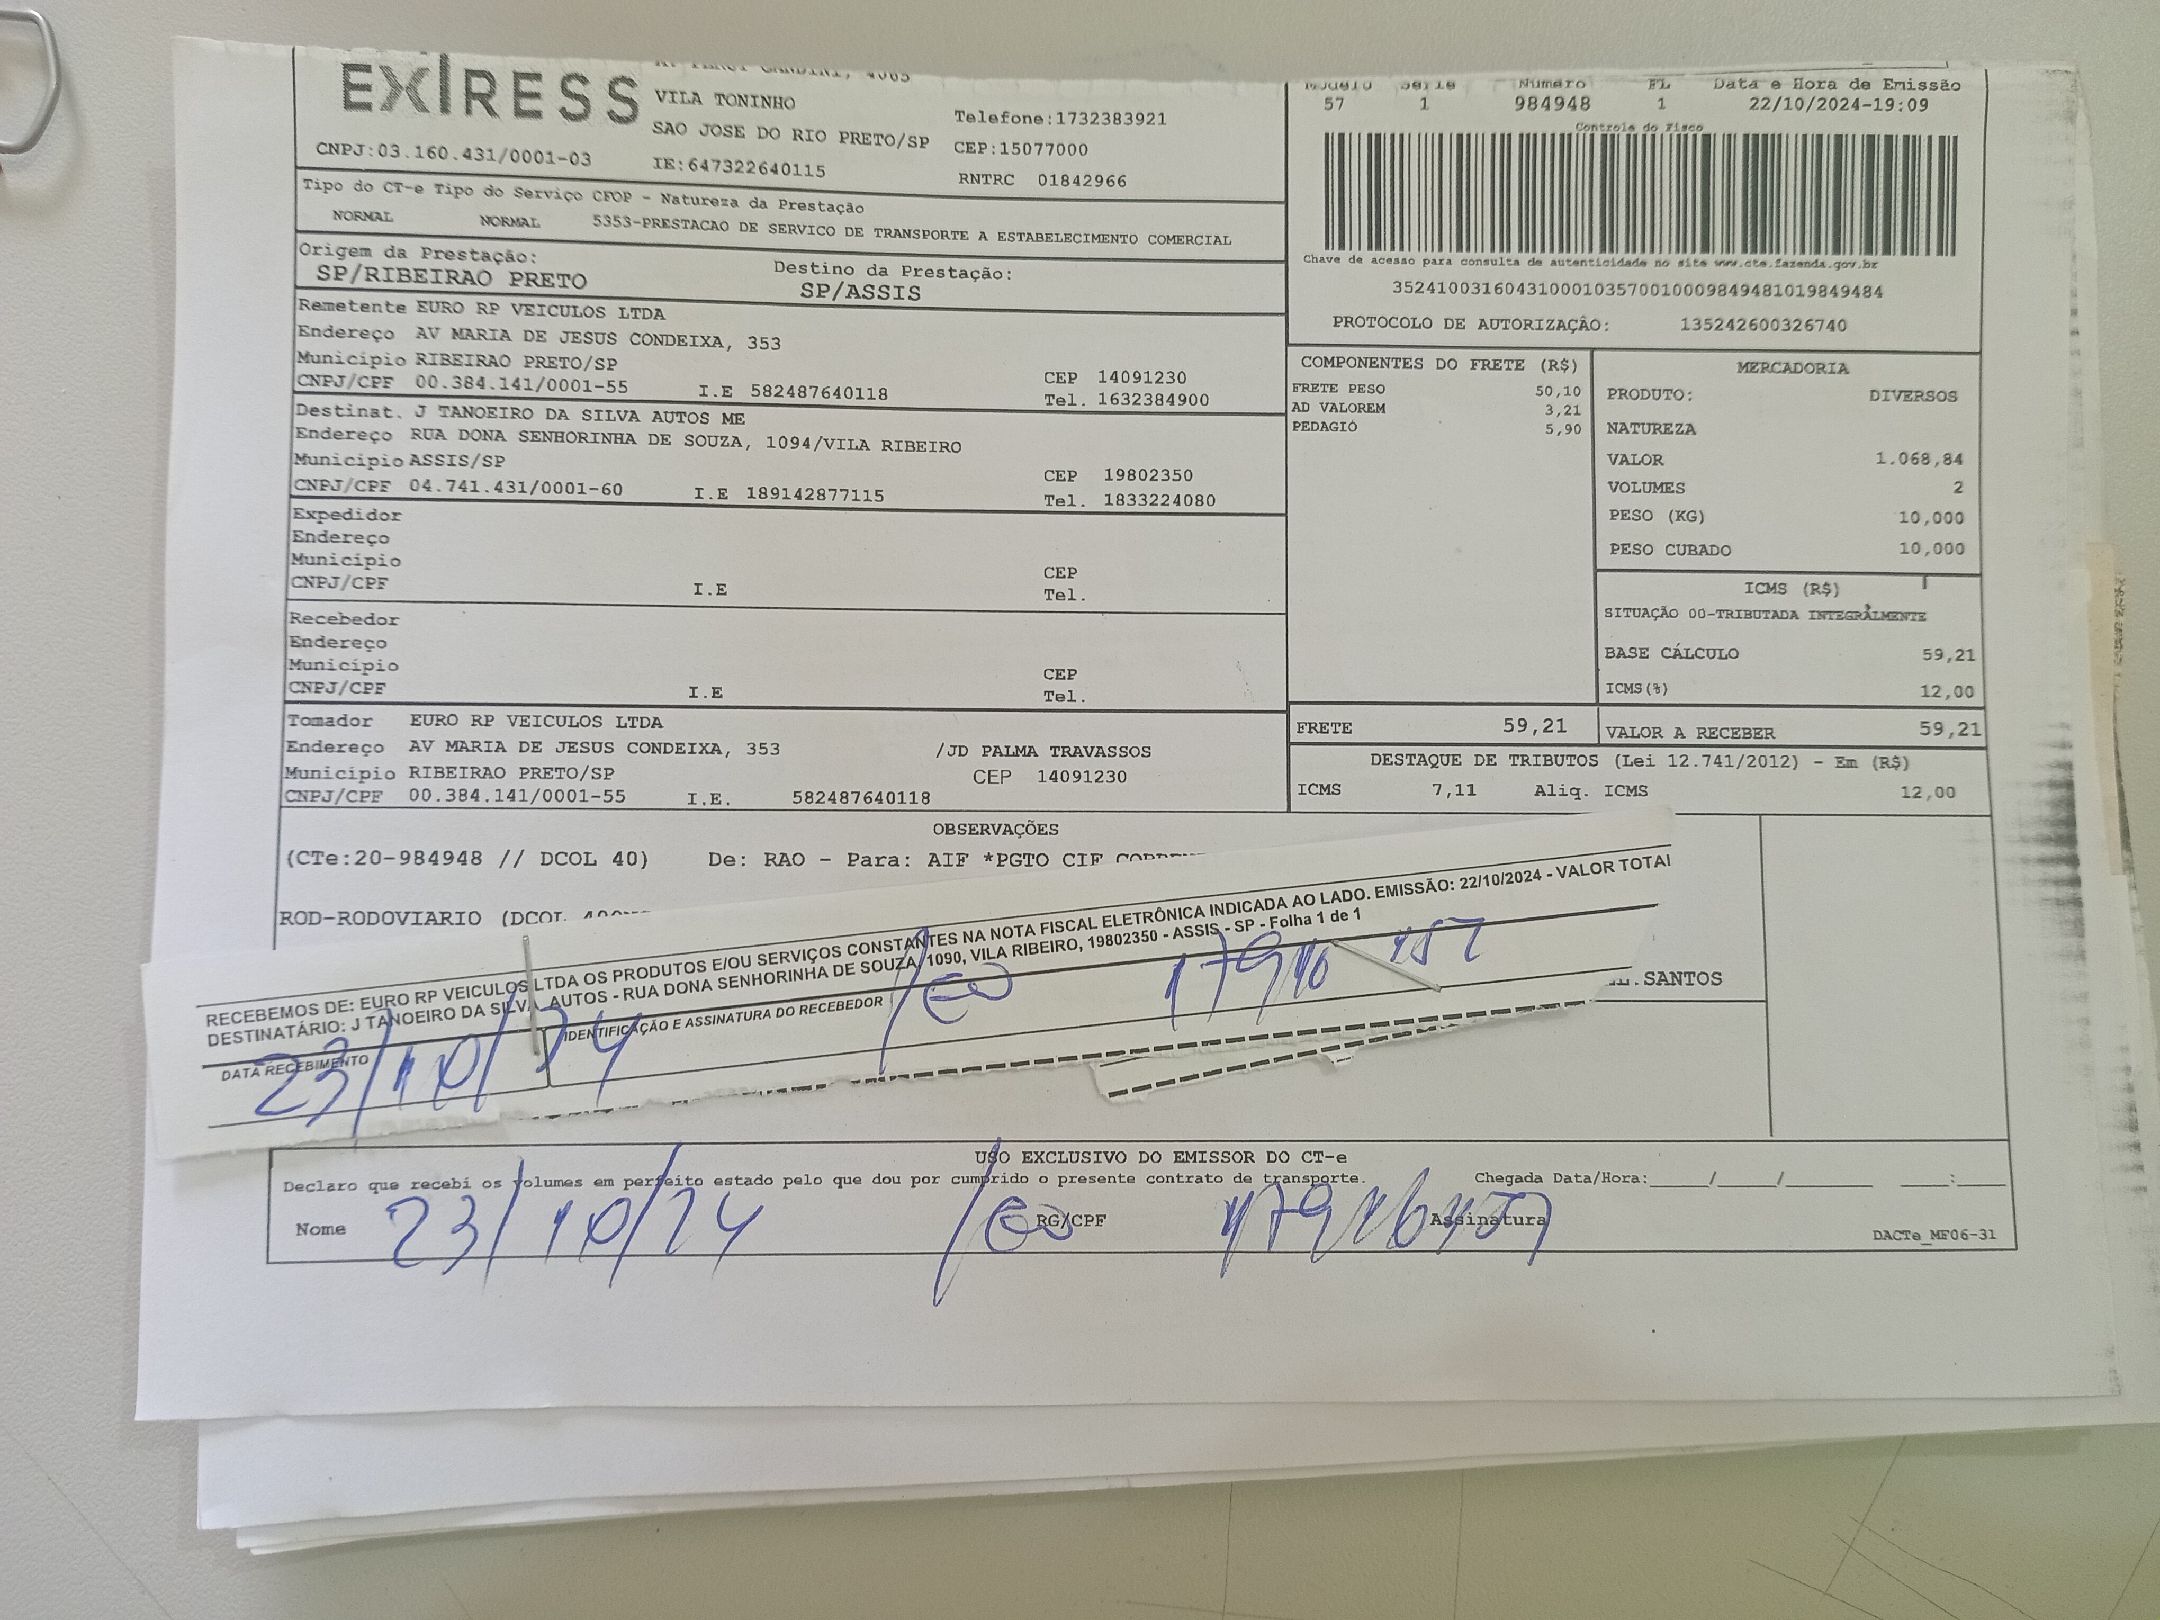 EXPRESS
VILA TONINHO
SAO JOSE DO RIO PRETO/SP
Telefone:1732383921
CEP:15077000
CNPJ:03.160.431/0001-03
IE:647322640115
RNTRC 01842966
Modelo Série Número FL Data e Hora de Emissão
57 1 984948 1 22/10/2024-19:09
Controle do Fisco
Chave de acesso para consulta de autenticidade no site www.cte.fazenda.gov.br
PROTOCOLO DE AUTORIZAÇÃO: 135242600326740
Tipo do CT-e Tipo do Serviço CFOP - Natureza da Prestação
NORMAL NORMAL 5353-PRESTACAO DE SERVICO DE TRANSPORTE A ESTABELECIMENTO COMERCIAL
Origem da Prestação: Destino da Prestação:
SP/RIBEIRAO PRETO SP/ASSIS
Remetente EURO RP VEICULOS LTDA
Endereço AV MARIA DE JESUS CONDEIXA, 353
Município RIBEIRAO PRETO/SP CEP 14091230
CNPJ/CPF 00.384.141/0001-55 I.E 582487640118 Tel. 1632384900
Destinat. J TANOEIRO DA SILVA AUTOS ME
Endereço RUA DONA SENHORINHA DE SOUZA, 1094/VILA RIBEIRO
Município ASSIS/SP CEP 19802350
CNPJ/CPF 04.741.431/0001-60 I.E 189142877115 Tel. 1833224080
Expedidor
Endereço
Município CEP
CNPJ/CPF I.E Tel.
Recebedor
Endereço
Município CEP
CNPJ/CPF I.E Tel.
Tomador EURO RP VEICULOS LTDA
Endereço AV MARIA DE JESUS CONDEIXA, 353 /JD PALMA TRAVASSOS
Município RIBEIRAO PRETO/SP CEP 14091230
CNPJ/CPF 00.384.141/0001-55 I.E. 582487640118
COMPONENTES DO FRETE (R$)
FRETE PESO 50,10
AD VALOREM 3,21
PEDAGIO 5,90
MERCADORIA
PRODUTO: DIVERSOS
NATUREZA
VALOR 1.068,84
VOLUMES 2
PESO (KG) 10,000
PESO CUBADO 10,000
ICMS (R$)
SITUAÇÃO 00-TRIBUTADA INTEGRALMENTE
BASE CÁLCULO 59,21
ICMS(%) 12,00
FRETE 59,21 VALOR A RECEBER 59,21
DESTAQUE DE TRIBUTOS (Lei 12.741/2012) - Em (R$)
ICMS 7,11 Aliq. ICMS 12,00
OBSERVAÇÕES
(CTe:20-984948 // DCOL 40) De: RAO - Para: AIF *PGTO CIF
ROD-RODOVIARIO (DCOL
SANTOS
RECEBEMOS DE: EURO RP VEICULOS LTDA OS PRODUTOS E/OU SERVIÇOS CONSTANTES NA NOTA FISCAL ELETRÔNICA INDICADA AO LADO. EMISSÃO: 22/10/2024 - VALOR TOTAL
DESTINATÁRIO: J TANOEIRO DA SILVA AUTOS - RUA DONA SENHORINHA DE SOUZA, 1090, VILA RIBEIRO, 19802350 - ASSIS - SP - Folha 1 de 1
DATA RECEBIMENTO IDENTIFICAÇÃO E ASSINATURA DO RECEBEDOR
23/10/24
USO EXCLUSIVO DO EMISSOR DO CT-e
Declaro que recebi os volumes em perfeito estado pelo que dou por cumprido o presente contrato de transporte. Chegada Data/Hora:_____/_____/_______ ____:____
Nome 23/10/24 RG/CPF Assinatura
DACTe_MF06-31